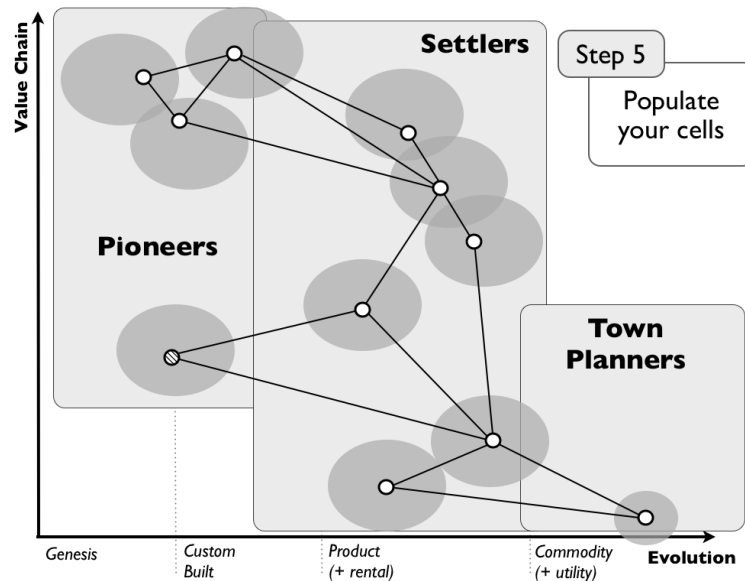 Settlers
Step 5
Populate
your cells
Value Chain
Pioneers
Town
Planners
Genesis
Custom
Built
Product
(+ rental)
Commodity
(+ utility)
Evolution